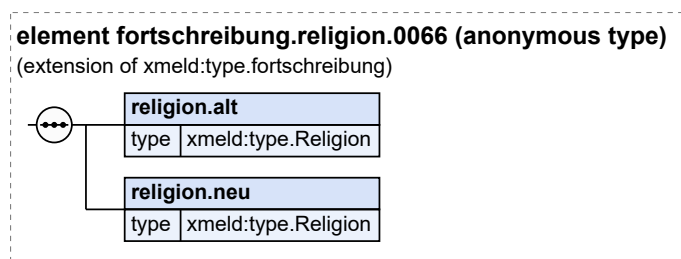 element fortschreibung.religion.0066 (anonymous type)
(extension of xmeld:type.fortschreibung)
religion.alt
type xmeld:type.Religion
religion.neu
type xmeld:type.Religion